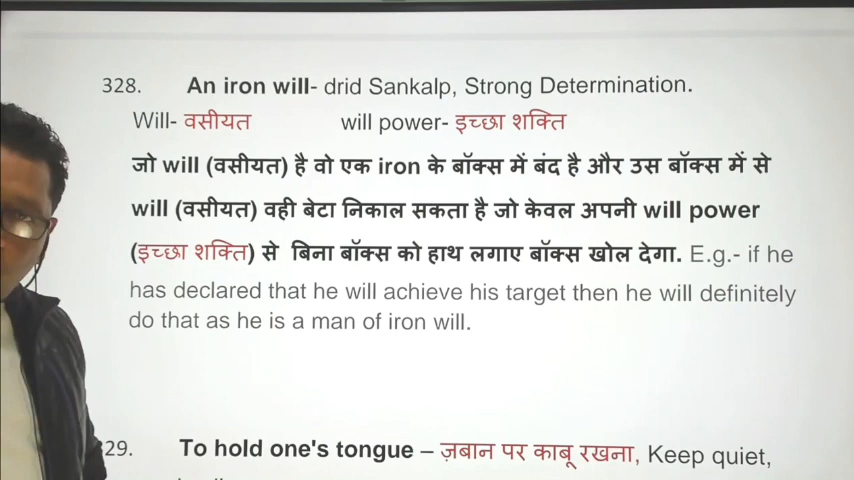 328. An iron will- drid Sankalp, Strong Determination.
Will- वसीयत will power- इच्छा शक्ति
जो will (वसीयत) है वो एक iron के बॉक्स में बंद है और उस बॉक्स में से
will (वसीयत) वही बेटा निकाल सकता है जो केवल अपनी will power
(इच्छा शक्ति) से बिना बॉक्स को हाथ लगाए बॉक्स खोल देगा. E.g.- if he
has declared that he will achieve his target then he will definitely
do that as he is a man of iron will.
29. To hold one's tongue – ज़बान पर काबू रखना, Keep quiet,